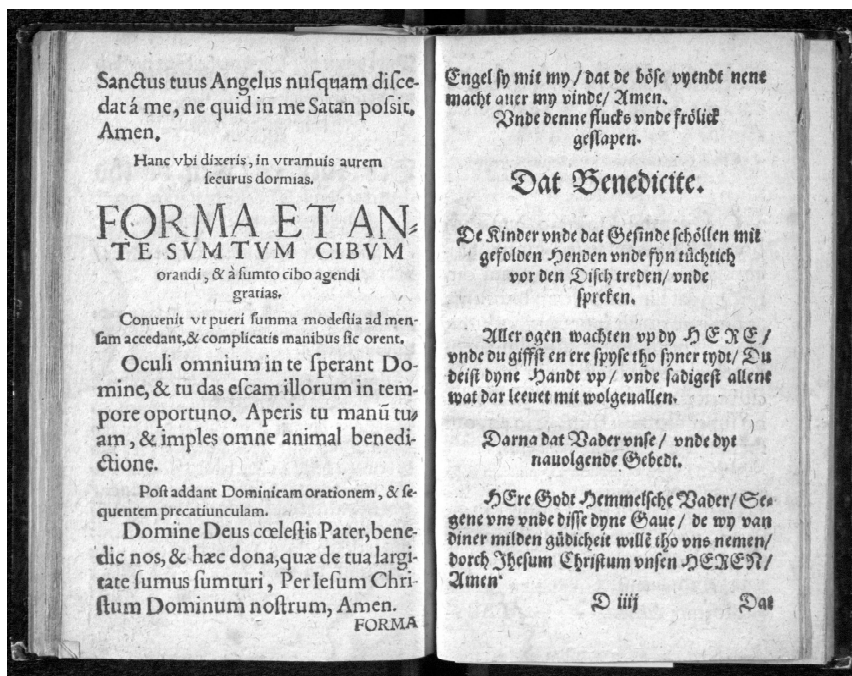 Sanctus tuus Angelus nusquam disce-
dat á me, ne quid iu me Satan possit.
Amen.
Hanc vbi dixeris, in vtramuis aurem
securus dormias.
FORMA ET AN-
TE SVMTVM CIBVM
orandi, & à sumto cibo agendi
gratias.
Convenit vt pueri summa modestia ad men-
sam accedant, & complicatis manibus sic orent.
Oculi omnium in te sperant Do-
mine, & tu das escam illorum in tem-
pore oportuno. Aperis tu manũ tu-
am, & imples omne animal benedi-
ctione.
Post addant Dominicam orationem, & se-
quentem precatiunculam.
Domine Deus cœlestis Pater, bene-
dic nos, & hæc dona, quæ de tua largi-
tate sumus sumturi, Per Iesum Chri-
stum Dominum nostrum, Amen.
FORMA
Engel sy mit my / dat de böse vyendt nene
macht auer my vinde / Amen.
Vnde denne flucks vnde frölick
geslapen.
Dat Benedicite.
De Kinder vnde dat Gesinde schöllen mit
gefolden Henden vnde fyn tüchtich
vor den Disch treden / vnde
spreken.
Aller ogen wachten vp dy HERE /
vnde du giffst en ere spyse tho syner tydt / Du
deist dyne Handt vp / vnde sadigest allent
wat dar leeuet mit wolgeuallen.
Darna dat Vader vnse / vnde dyt
nauolgende Gebedt.
HEre Godt Hemmelsche Vader / Se-
gene vns vnde disse dyne Gaue / de wy van
diner milden güdicheit willẽ tho vns nemen /
dorch Jhesum Christum vnsen HEREN /
Amen.
D iiij Dat